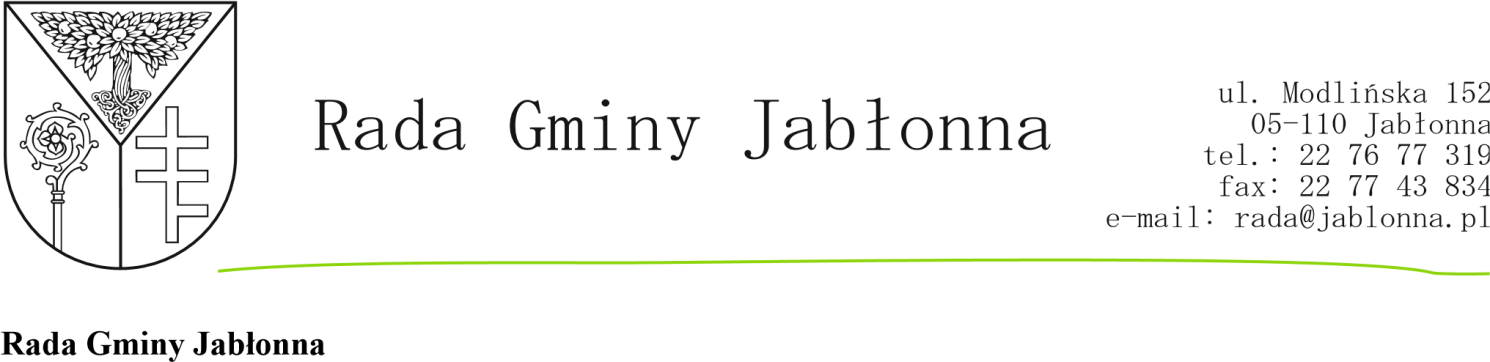 Rada Gminy Jabłonna
ul. Modlińska 152
05-110 Jabłonna
tel.: 22 76 77 319
fax: 22 77 43 834
e-mail: rada@jablonna.pl
Rada Gminy Jabłonna